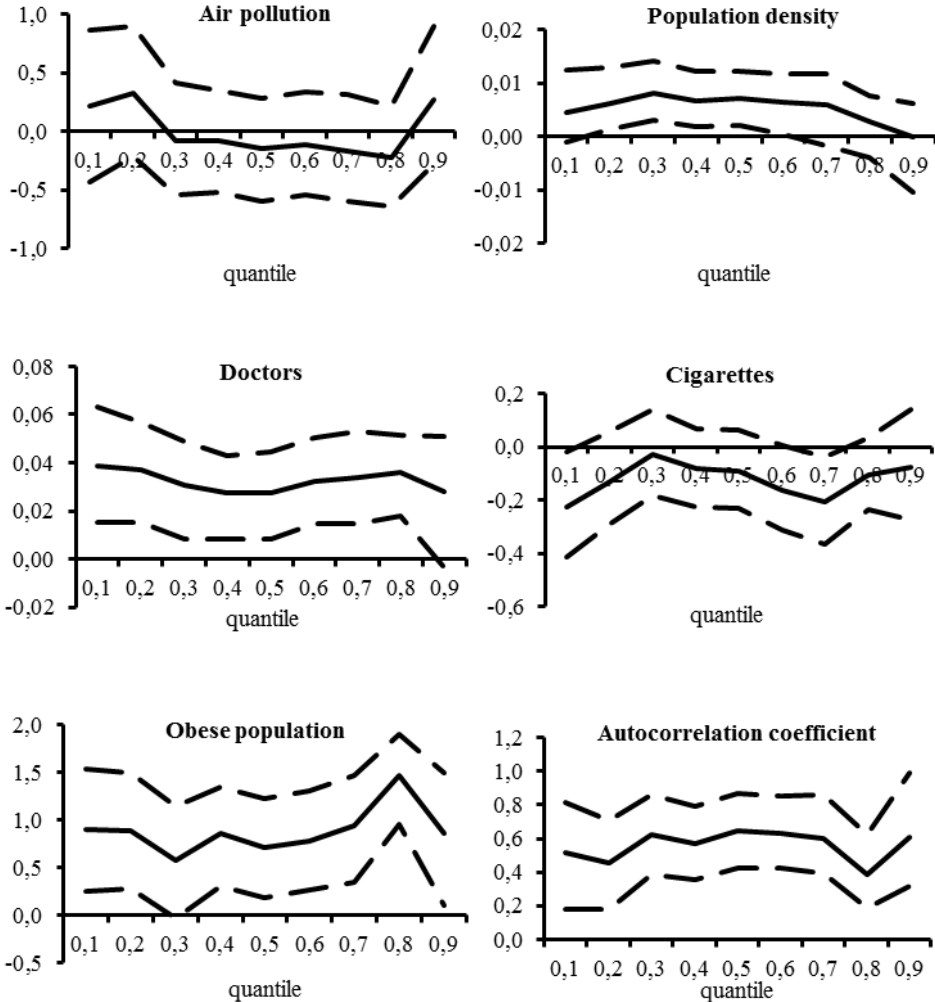 Air pollution
1,0
0,5
0,0
-0,5
-1,0
0,1 0,2 0,3 0,4 0,5 0,6 0,7 0,8 0,9
quantile
Population density
0,02
0,01
0,00
-0,01
-0,02
0,1 0,2 0,3 0,4 0,5 0,6 0,7 0,8 0,9
quantile
Doctors
0,08
0,06
0,04
0,02
0,00
-0,02
0,1 0,2 0,3 0,4 0,5 0,6 0,7 0,8 0,9
quantile
Cigarettes
0,2
0,0
-0,2
-0,4
-0,6
0,1 0,2 0,3 0,4 0,5 0,6 0,7 0,8 0,9
quantile
Obese population
2,0
1,5
1,0
0,5
0,0
-0,5
0,1 0,2 0,3 0,4 0,5 0,6 0,7 0,8 0,9
quantile
Autocorrelation coefficient
1,2
1,0
0,8
0,6
0,4
0,2
0,0
0,1 0,2 0,3 0,4 0,5 0,6 0,7 0,8 0,9
quantile